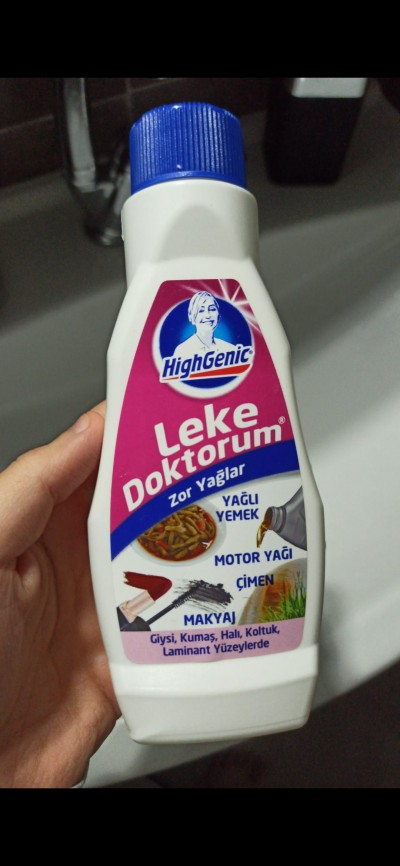 HighGenic
Leke
Doktorum®
Zor Yağlar
YAĞLI
YEMEK
MOTOR YAĞI
ÇİMEN
MAKYAJ
Giysi, Kumaş, Halı, Koltuk,
Laminant Yüzeylerde